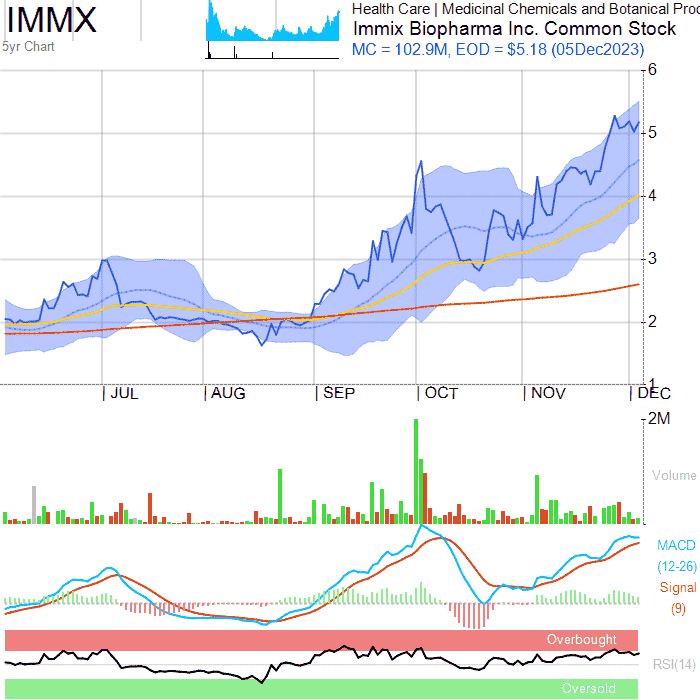 IMMX
5yr Chart
Health Care | Medicinal Chemicals and Botanical Prod
Immix Biopharma Inc. Common Stock
MC = 102.9M, EOD = $5.18 (05Dec2023)
6
5
4
3
2
1
JUL AUG SEP OCT NOV DEC
2M
Volume
MACD
(12-26)
Signal
(9)
Overbought
RSI(14)
Oversold